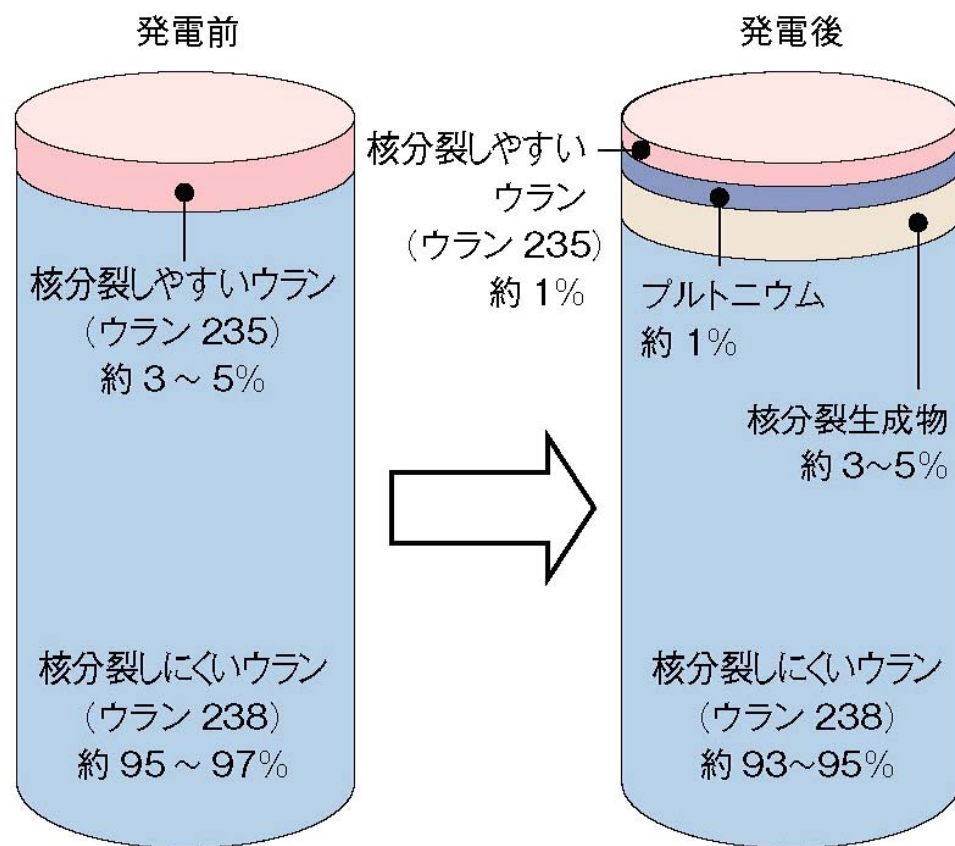 発電前
核分裂しやすいウラン
（ウラン 235）
約 3 ～ 5%
核分裂しにくいウラン
（ウラン 238）
約 95 ～ 97%
発電後
核分裂しやすい
ウラン
（ウラン 235）
約 1%
プルトニウム
約 1%
核分裂生成物
約 3～5%
核分裂しにくいウラン
（ウラン 238）
約 93～95%